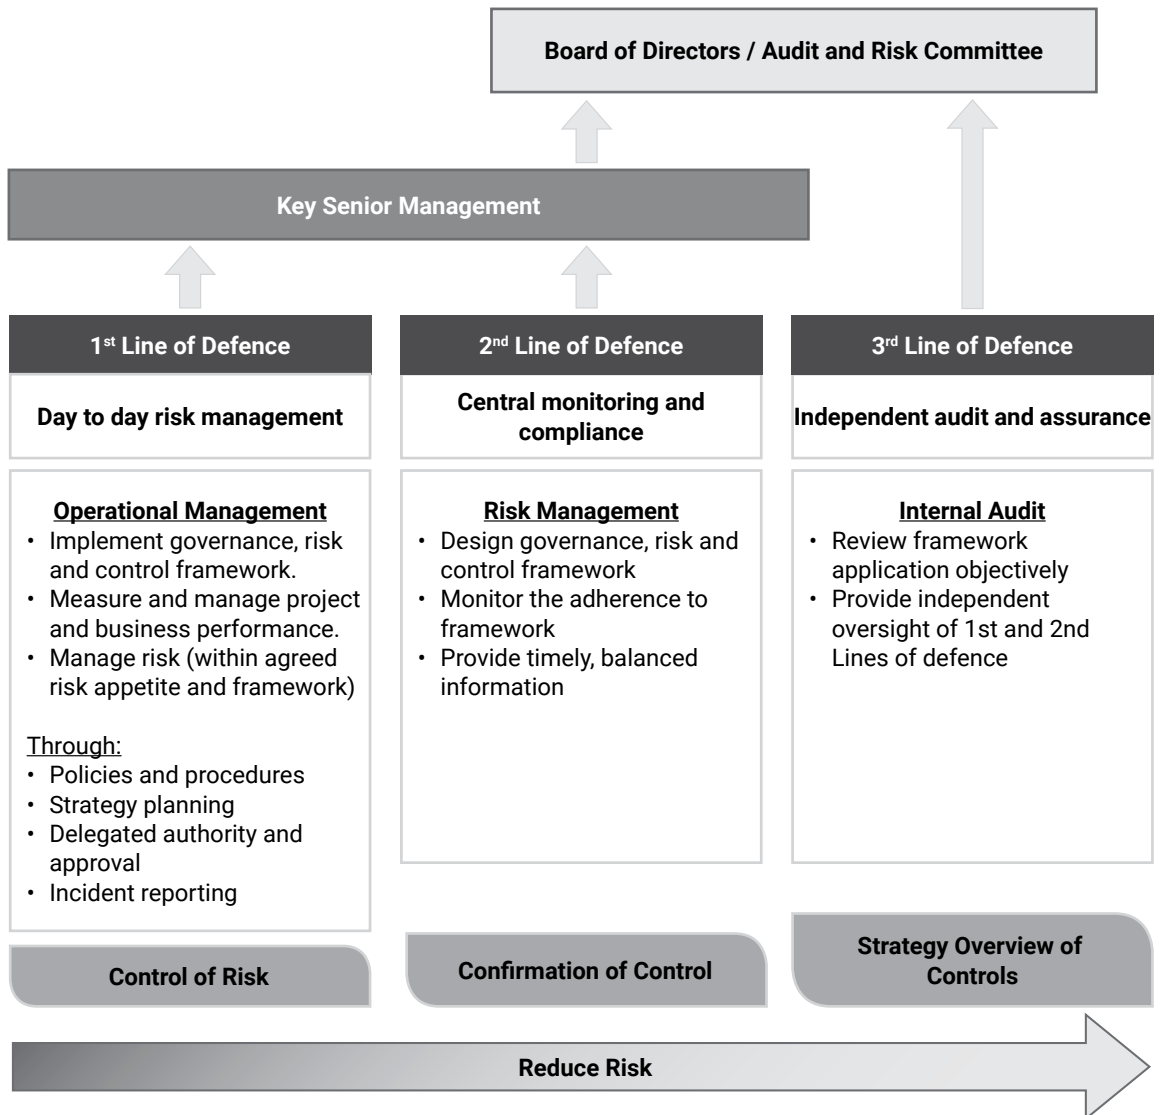 Board of Directors / Audit and Risk Committee
Key Senior Management
1st Line of Defence
Day to day risk management
Operational Management
• Implement governance, risk
and control framework.
• Measure and manage project
and business performance.
• Manage risk (within agreed
risk appetite and framework)
Through:
• Policies and procedures
• Strategy planning
• Delegated authority and
approval
• Incident reporting
Control of Risk
2nd Line of Defence
Central monitoring and
compliance
Risk Management
• Design governance, risk and
control framework
• Monitor the adherence to
framework
• Provide timely, balanced
information
Confirmation of Control
3rd Line of Defence
Independent audit and assurance
Internal Audit
• Review framework
application objectively
• Provide independent
oversight of 1st and 2nd
Lines of defence
Strategy Overview of
Controls
Reduce Risk